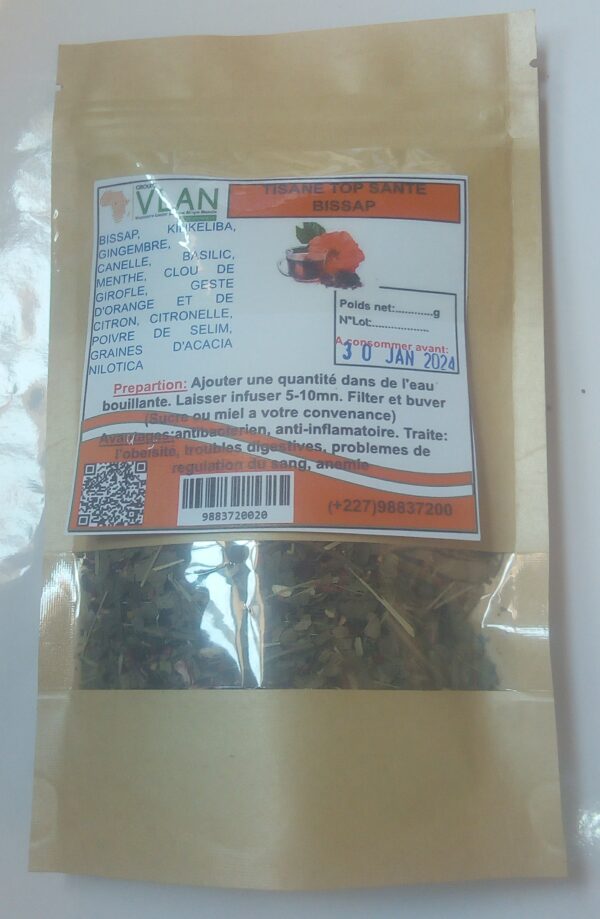 GROUPE
VLAN
TISANE TOP SANTE
BISSAP
BISSAP, KINKELIBA,
GINGEMBRE,
CANELLE, BASILIC,
MENTHE, CLOU DE
GIROFLE, GESTE
D'ORANGE ET DE
CITRON, CITRONELLE,
POIVRE DE SELIM,
GRAINES D'ACACIA
NILOTICA
Poids net:............g
N°Lot:..................
A consommer avant:
30 JAN 2024
Prepartion: Ajouter une quantité dans de l'eau
bouillante. Laisser infuser 5-10mn. Filter et buver
(Sucre ou miel a votre convenance)
Avantages:antibacterien, anti-inflamatoire. Traite:
l'obeisité, troubles digestives, problemes de
regulation du sang, anemie
9883720020
(+227)98837200